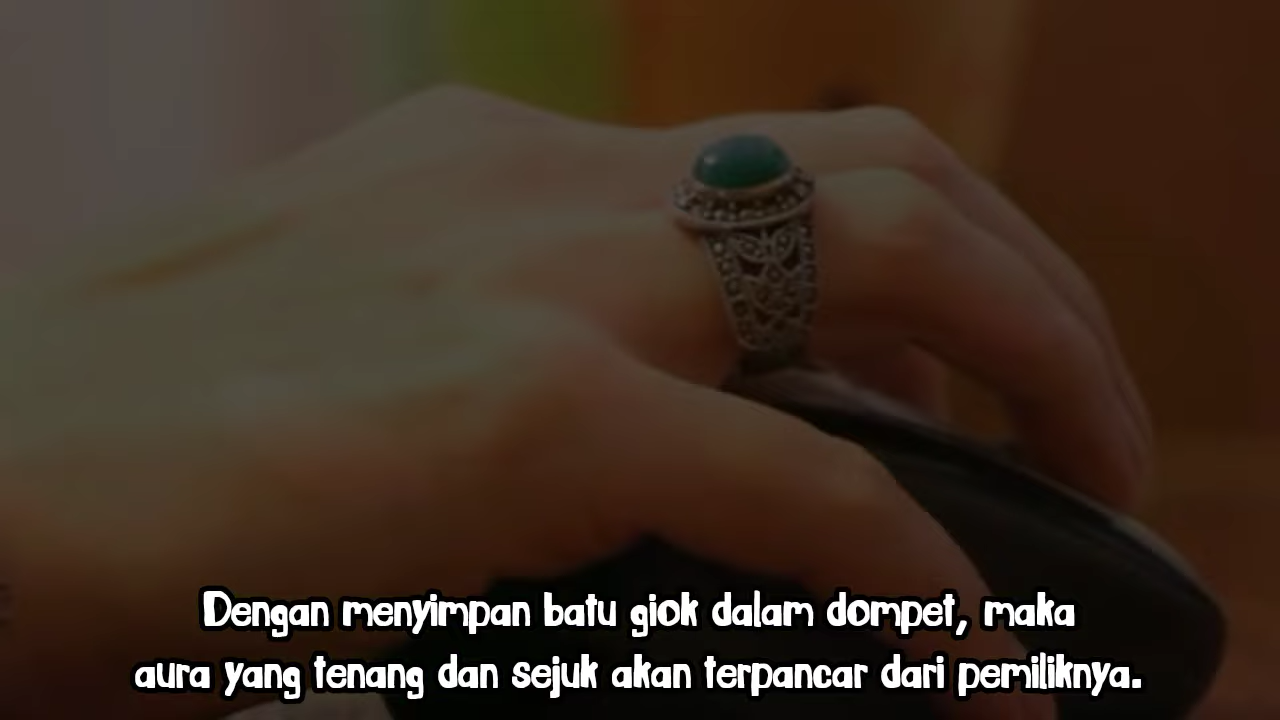 Dengan menyimpan batu giok dalam dompet, maka
aura yang tenang dan sejuk akan terpancar dari pemiliknya.